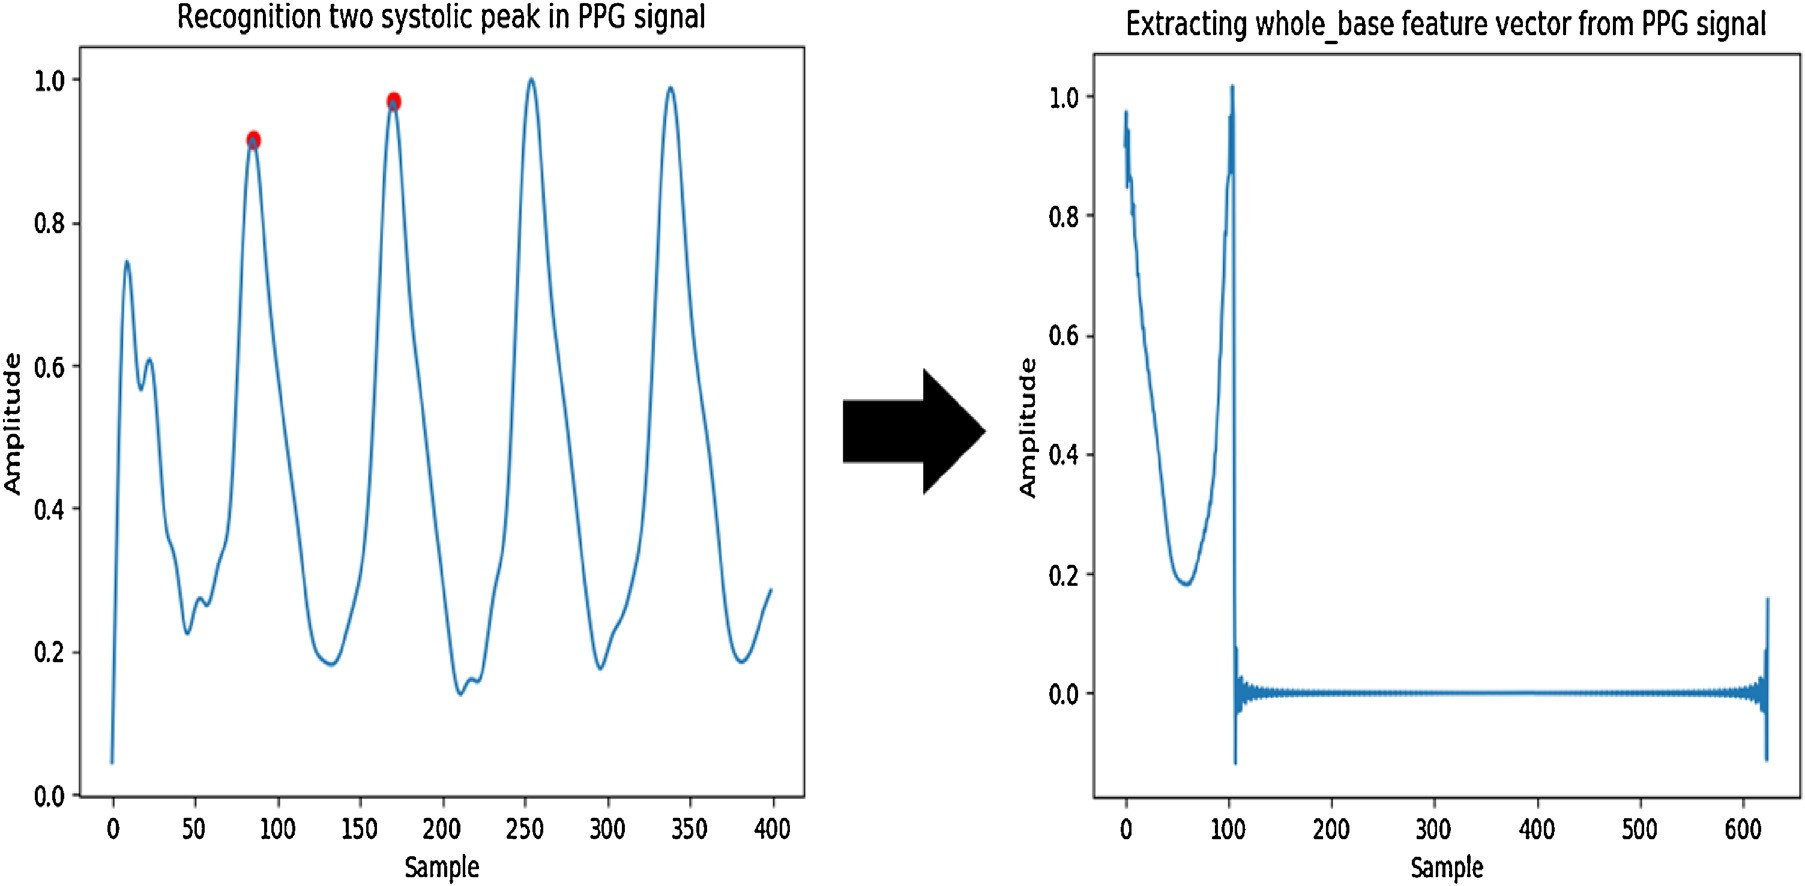 Recognition two systolic peak in PPG signal
1.0
0.8
0.6
0.4
0.2
0.0
Amplitude
0 50 100 150 200 250 300 350 400
Sample
Extracting whole_base feature vector from PPG signal
1.0
0.8
0.6
0.4
0.2
0.0
Amplitude
0 100 200 300 400 500 600
Sample